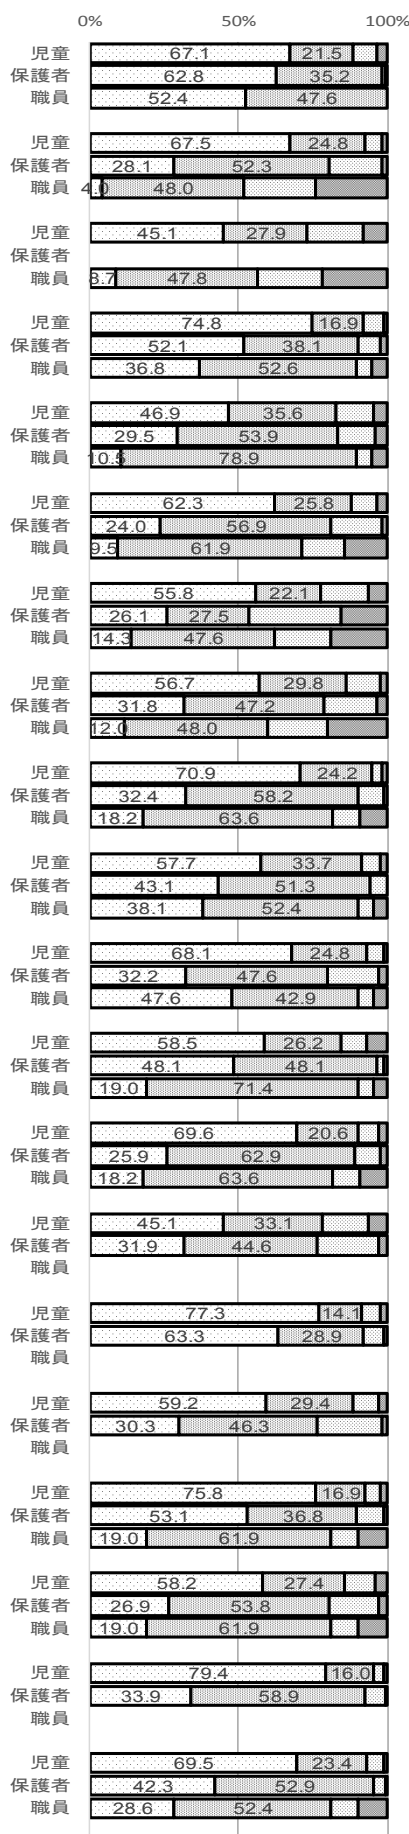 0% 50% 100%
児童 67.1 21.5
保護者 62.8 35.2
職員 52.4 47.6
児童 67.5 24.8
保護者 28.1 52.3
職員 4.0 48.0
児童 45.1 27.9
保護者
職員 8.7 47.8
児童 74.8 16.9
保護者 52.1 38.1
職員 36.8 52.6
児童 46.9 35.6
保護者 29.5 53.9
職員 10.5 78.9
児童 62.3 25.8
保護者 24.0 56.9
職員 9.5 61.9
児童 55.8 22.1
保護者 26.1 27.5
職員 14.3 47.6
児童 56.7 29.8
保護者 31.8 47.2
職員 12.0 48.0
児童 70.9 24.2
保護者 32.4 58.2
職員 18.2 63.6
児童 57.7 33.7
保護者 43.1 51.3
職員 38.1 52.4
児童 68.1 24.8
保護者 32.2 47.6
職員 47.6 42.9
児童 58.5 26.2
保護者 48.1 48.1
職員 19.0 71.4
児童 69.6 20.6
保護者 25.9 62.9
職員 18.2 63.6
児童 45.1 33.1
保護者 31.9 44.6
職員
児童 77.3 14.1
保護者 63.3 28.9
職員
児童 59.2 29.4
保護者 30.3 46.3
職員
児童 75.8 16.9
保護者 53.1 36.8
職員 19.0 61.9
児童 58.2 27.4
保護者 26.9 53.8
職員 19.0 61.9
児童 79.4 16.0
保護者 33.9 58.9
職員
児童 69.5 23.4
保護者 42.3 52.9
職員 28.6 52.4